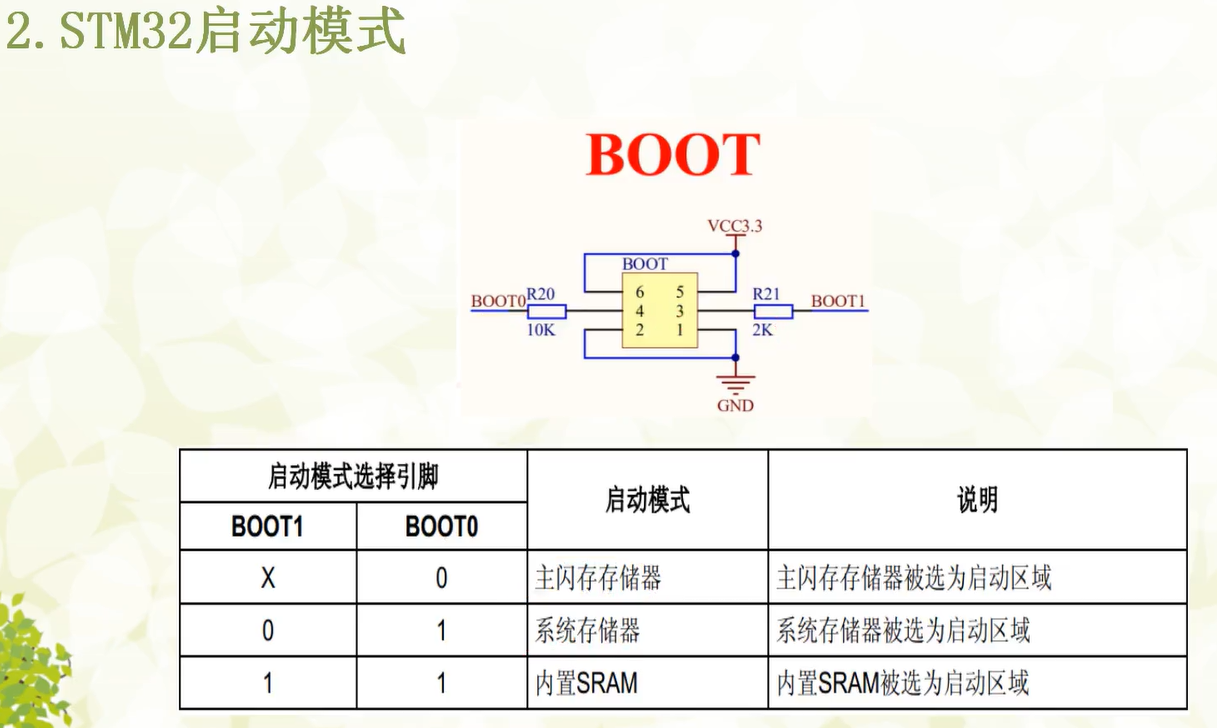 2.STM32启动模式
BOOT
VCC3.3
BOOT
BOOT0 R20 6 5 R21 BOOT1
4 3
10K 2 1 2K
GND
启动模式选择引脚 启动模式 说明
BOOT1 BOOT0
X 0 主闪存存储器 主闪存存储器被选为启动区域
0 1 系统存储器 系统存储器被选为启动区域
1 1 内置SRAM 内置SRAM被选为启动区域